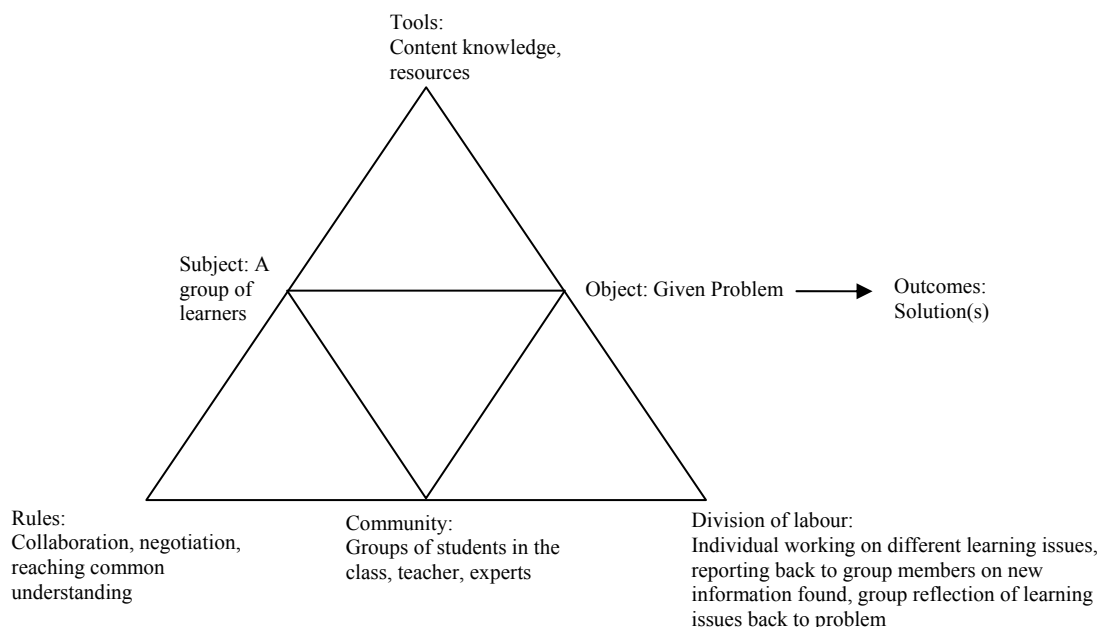 Tools:
Content knowledge,
resources
Subject: A
group of
learners
Object: Given Problem
Outcomes:
Solution(s)
Rules:
Collaboration, negotiation,
reaching common
understanding
Community:
Groups of students in the
class, teacher, experts
Division of labour:
Individual working on different learning issues,
reporting back to group members on new
information found, group reflection of learning
issues back to problem